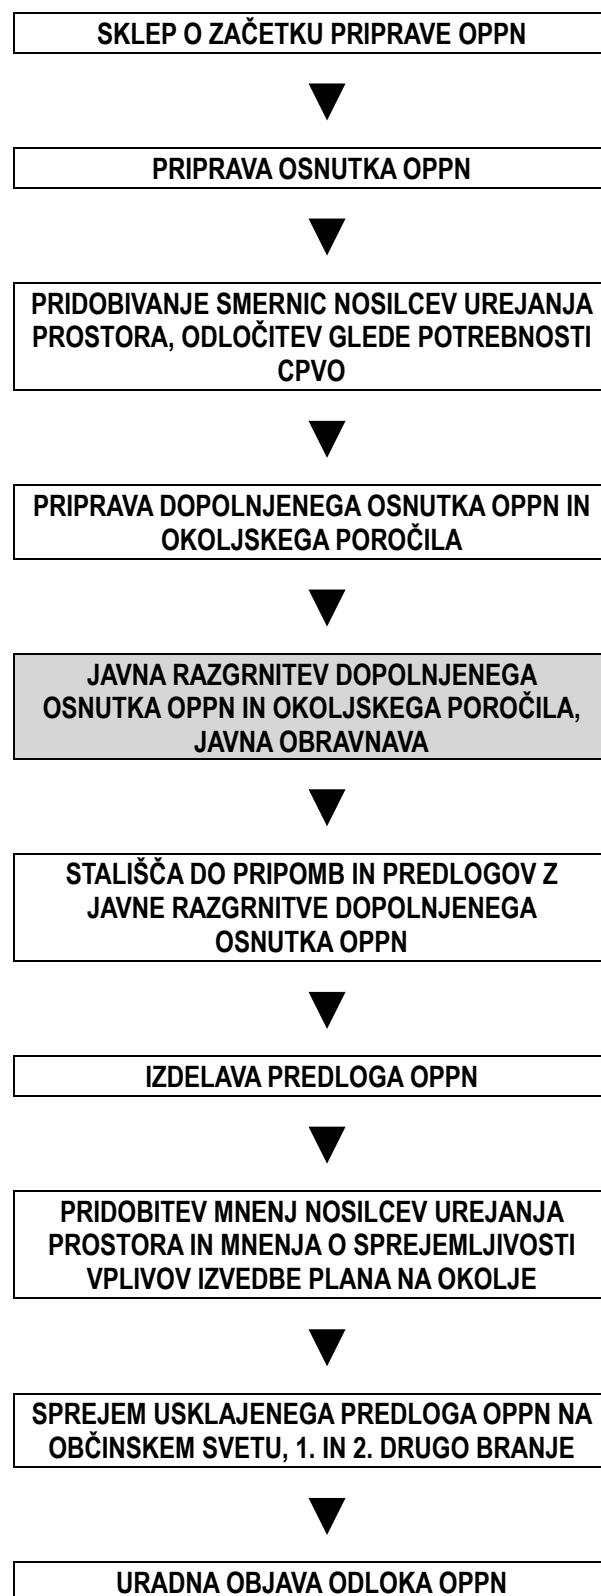 SKLEP O ZAČETKU PRIPRAVE OPPN
PRIPRAVA OSNUTKA OPPN
PRIDOBIVANJE SMERNIC NOSILCEV UREJANJA
PROSTORA, ODLOČITEV GLEDE POTREBNOSTI
CPVO
PRIPRAVA DOPOLNJENEGA OSNUTKA OPPN IN
OKOLJSKEGA POROČILA
JAVNA RAZGRNITEV DOPOLNJENEGA
OSNUTKA OPPN IN OKOLJSKEGA POROČILA,
JAVNA OBRAVNAVA
STALIŠČA DO PRIPOMB IN PREDLOGOV Z
JAVNE RAZGRNITVE DOPOLNJENEGA
OSNUTKA OPPN
IZDELAVA PREDLOGA OPPN
PRIDOBITEV MNENJ NOSILCEV UREJANJA
PROSTORA IN MNENJA O SPREJEMLJIVOSTI
VPLIVOV IZVEDBE PLANA NA OKOLJE
SPREJEM USKLAJENEGA PREDLOGA OPPN NA
OBČINSKEM SVETU, 1. IN 2. DRUGO BRANJE
URADNA OBJAVA ODLOKA OPPN